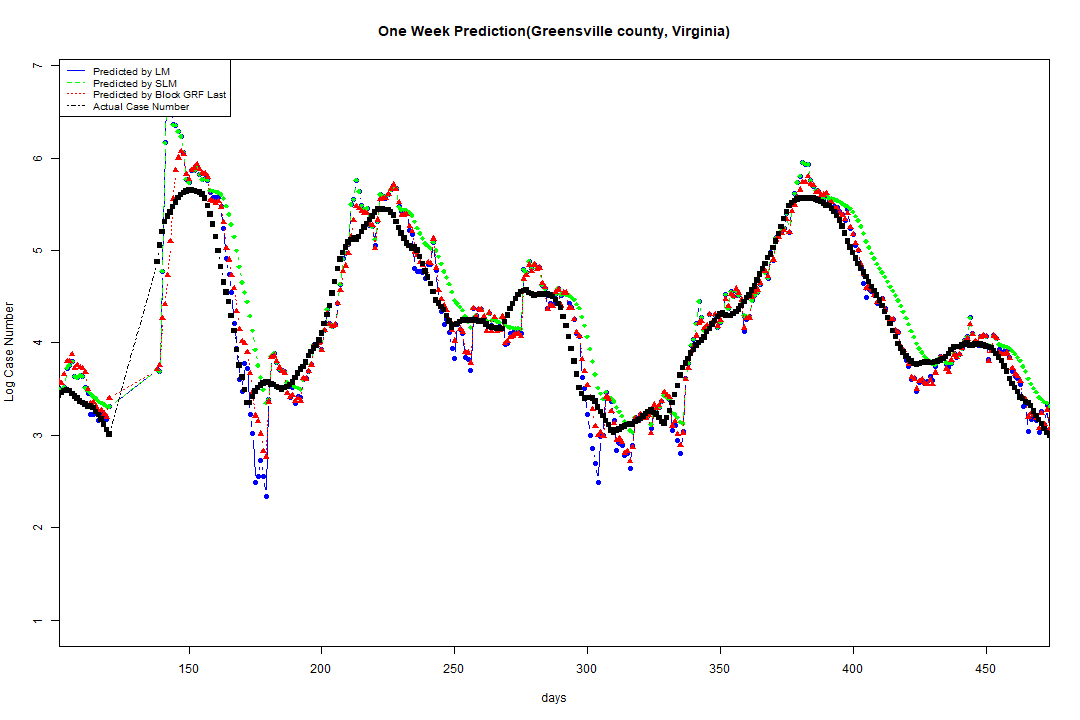 One Week Prediction(Greensville county, Virginia)
Predicted by LM
Predicted by SLM
Predicted by Block GRF Last
Actual Case Number
Log Case Number
7
6
5
4
3
2
1
150 200 250 300 350 400 450
days